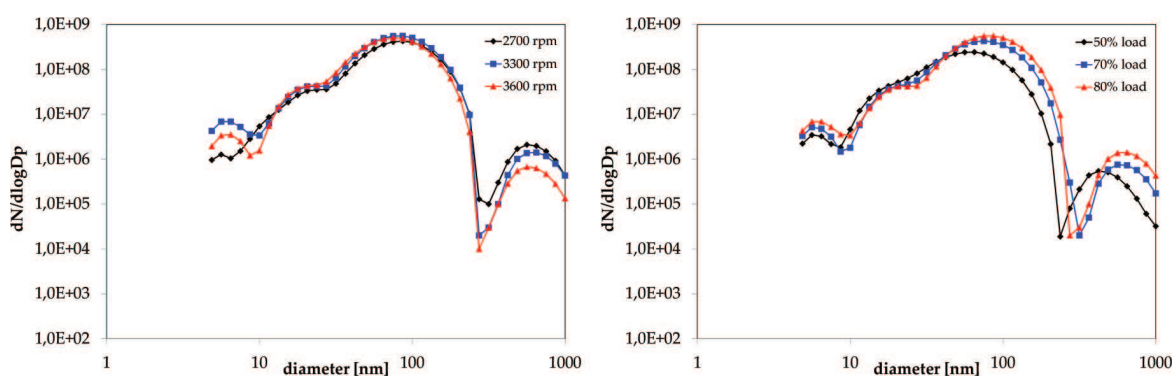 1,0E+09
1,0E+08
1,0E+07
1,0E+06
1,0E+05
1,0E+04
1,0E+03
1,0E+02
dN/dlogDp
1 10 100 1000
diameter [nm]
2700 rpm
3300 rpm
3600 rpm
1,0E+09
1,0E+08
1,0E+07
1,0E+06
1,0E+05
1,0E+04
1,0E+03
1,0E+02
dN/dlogDp
1 10 100 1000
diameter [nm]
50% load
70% load
80% load